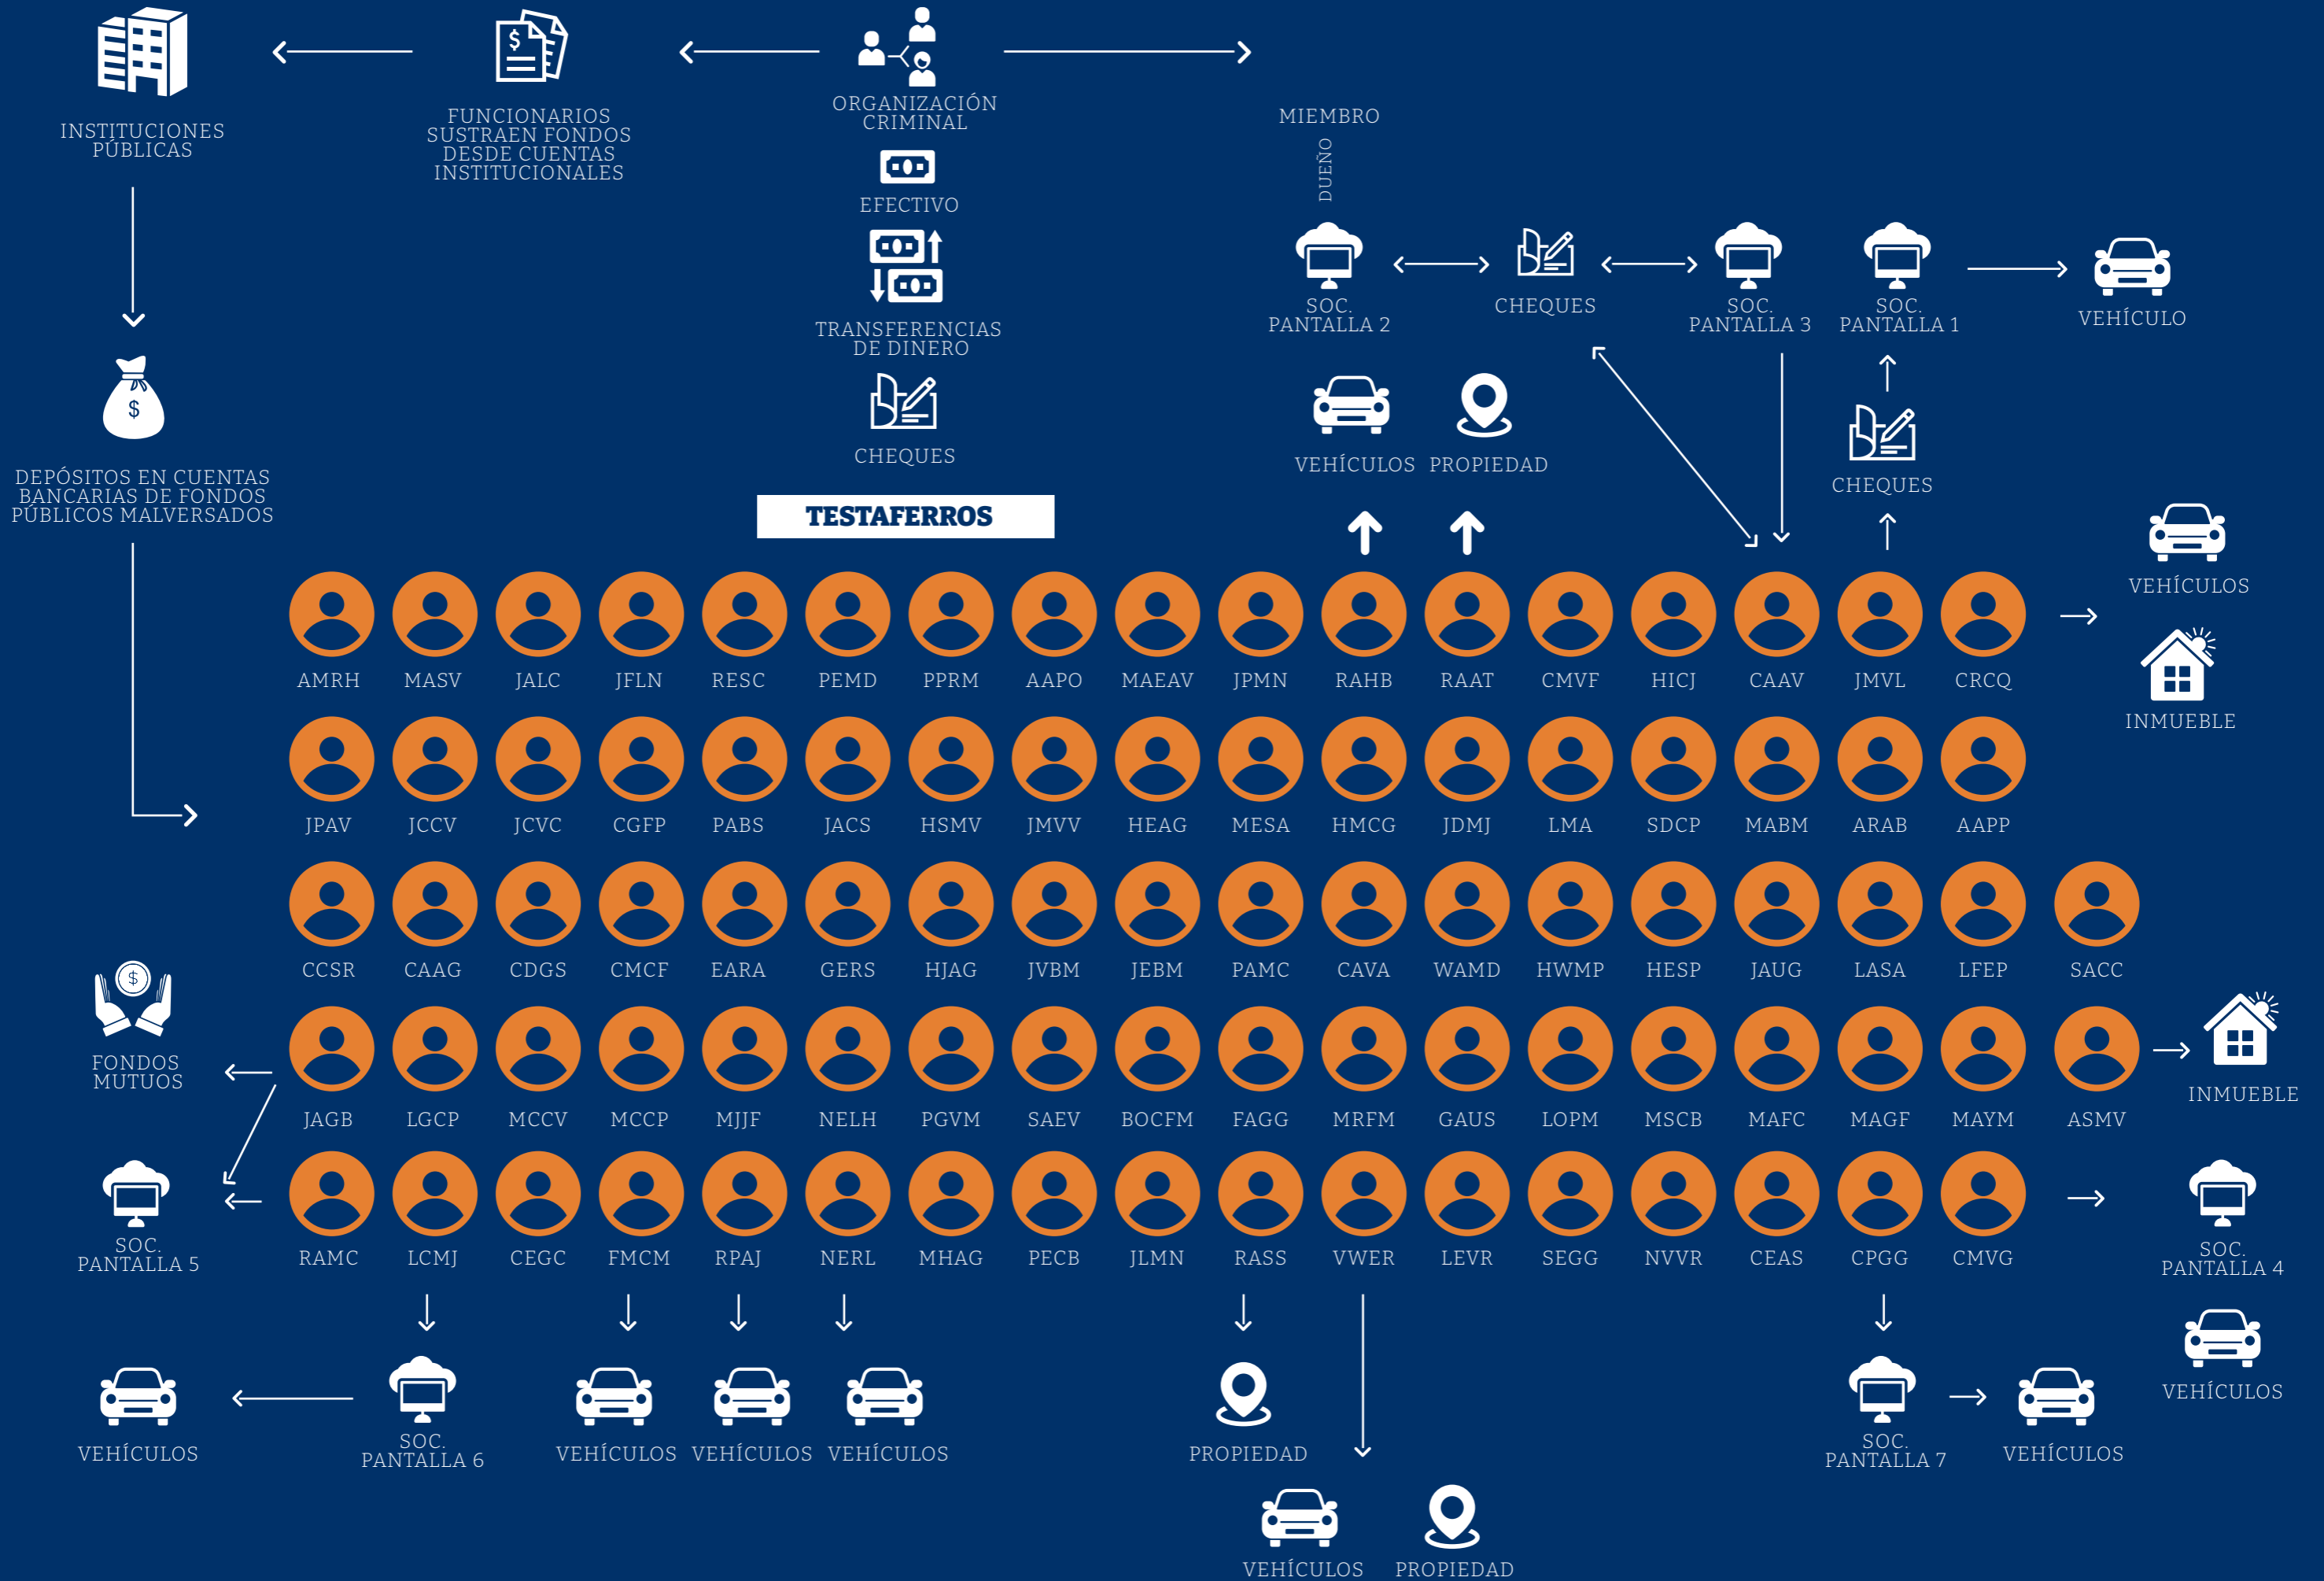 INSTITUCIONES
PÚBLICAS
FUNCIONARIOS
SUSTRAEN FONDOS
DESDE CUENTAS
INSTITUCIONALES
ORGANIZACIÓN
CRIMINAL
EFECTIVO
TRANSFERENCIAS
DE DINERO
CHEQUES
MIEMBRO
DUEÑO
SOC.
PANTALLA 2
CHEQUES
SOC.
PANTALLA 3
SOC.
PANTALLA 1
VEHÍCULO
VEHÍCULOS
PROPIEDAD
CHEQUES
$
$
DEPÓSITOS EN CUENTAS
BANCARIAS DE FONDOS
PÚBLICOS MALVERSADOS
TESTAFERROS
VEHÍCULOS
INMUEBLE
AMRH MASV JALC JFLN RESC PEMD PPRM AAPO MAEAV JPMN RAHB RAAT CMVF HICJ CAAV JMVL CRCQ
JPAV JCCV JCVC CGFP PABS JACS HSMV JMVV HEAG MESA HMCG JDMJ LMA SDCP MABM ARAB AAPP
CCSR CAAG CDGS CMCF EARA GERS HJAG JVBM JEBM PAMC CAVA WAMD HWMP HESP JAUG LASA LFEP SACC
$
FONDOS
MUTUOS
JAGB LGCP MCCV MCCP MJJF NELH PGVM SAEV BOCFM FAGG MRFM GAUS LOPM MSCB MAFC MAGF MAYM ASMV
INMUEBLE
RAMC LCMJ CEGC FMCM RPAJ NERL MHAG PECB JLMN RASS VWER LEVR SEGG NVVR CEAS CPGG CMVG
SOC.
PANTALLA 5
SOC.
PANTALLA 4
VEHÍCULOS
VEHÍCULOS
SOC.
PANTALLA 6
VEHÍCULOS
VEHÍCULOS
VEHÍCULOS
PROPIEDAD
SOC.
PANTALLA 7
VEHÍCULOS
VEHÍCULOS
PROPIEDAD